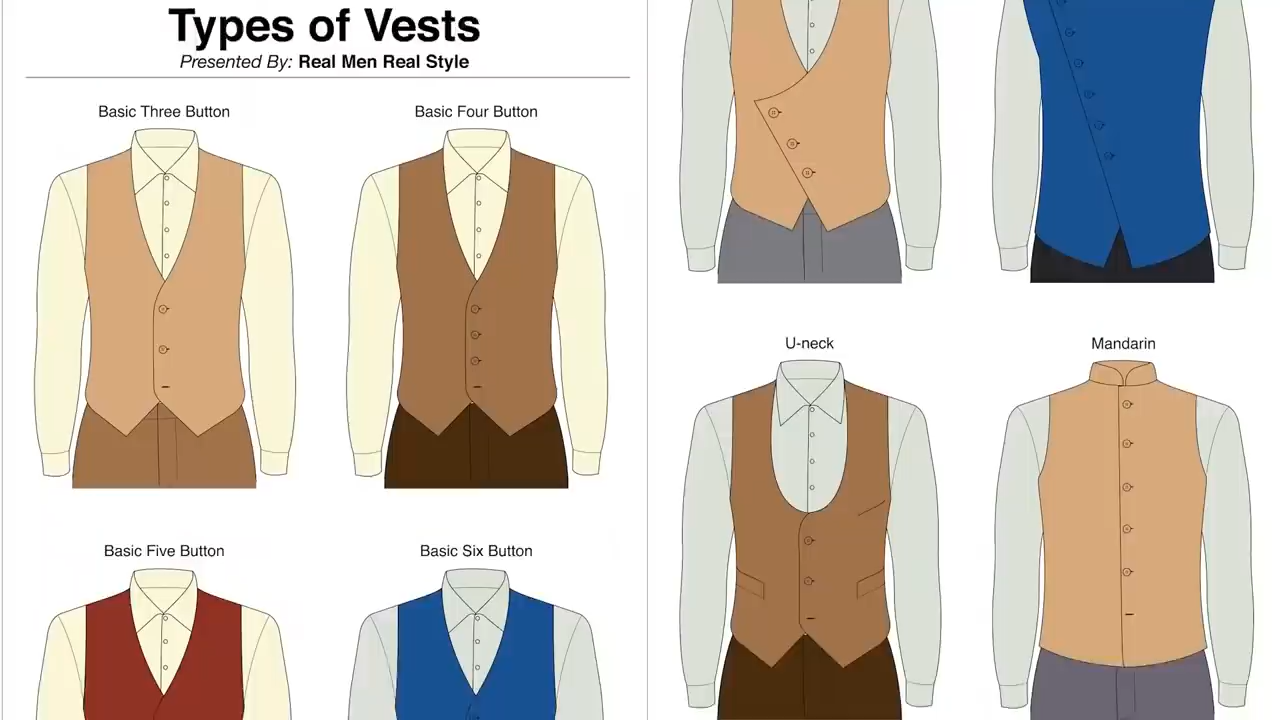 Types of Vests
Presented By: Real Men Real Style
Basic Three Button
Basic Four Button
Basic Five Button
Basic Six Button
U-neck
Mandarin